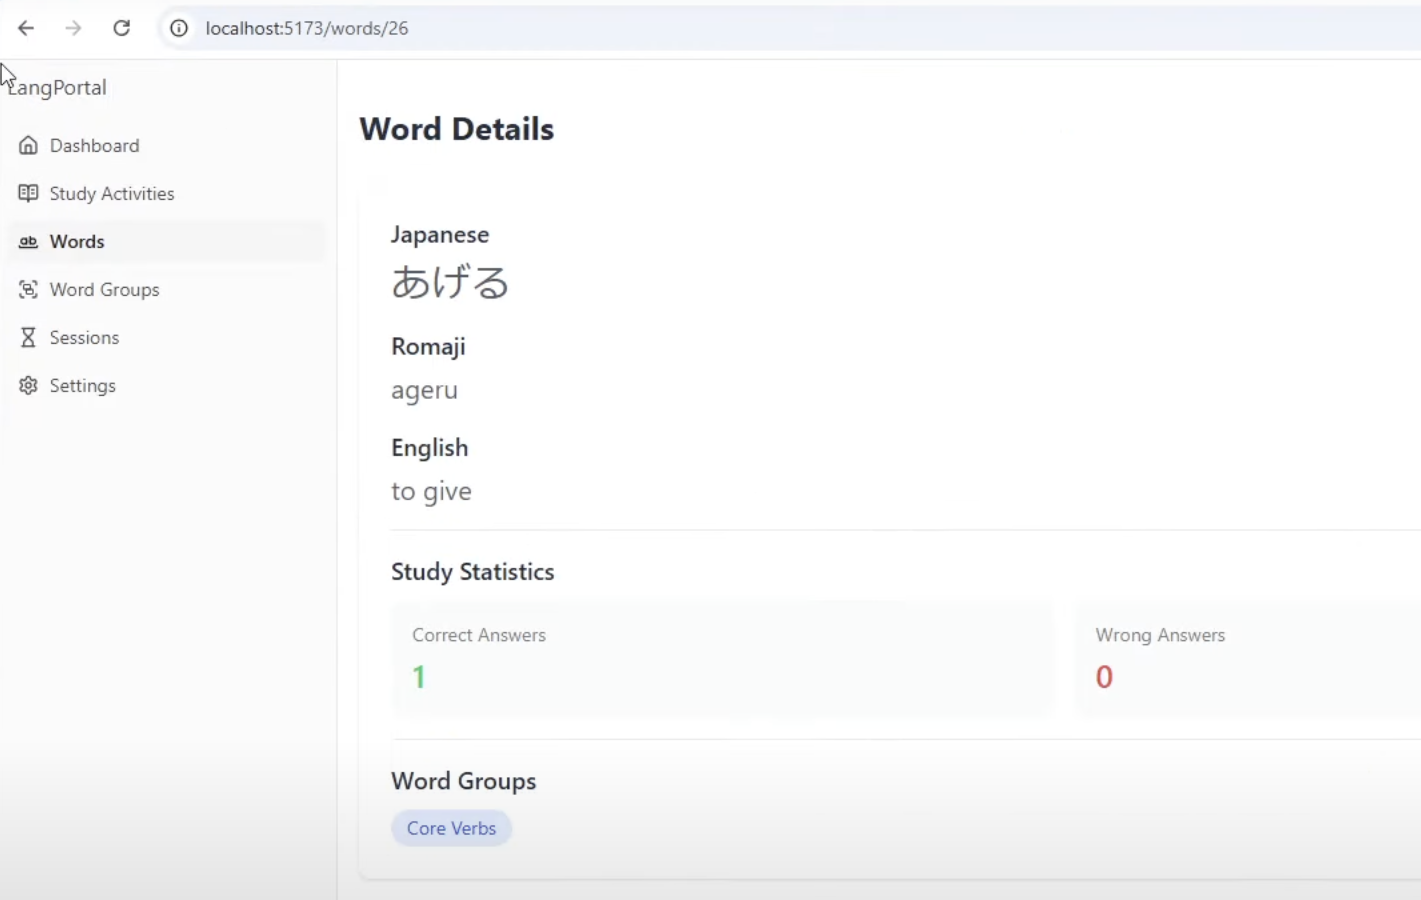 localhost:5173/words/26
LangPortal
Dashboard
Study Activities
Words
Word Groups
Sessions
Settings
Word Details
Japanese
あげる
Romaji
ageru
English
to give
Study Statistics
Correct Answers
1
Wrong Answers
0
Word Groups
Core Verbs